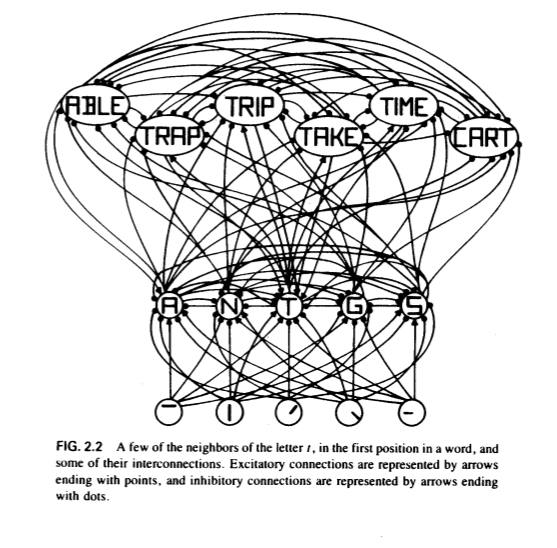 ABLE TRIP TIME
TRAP TAKE CART
A N T G S
FIG. 2.2 A few of the neighbors of the letter t, in the first position in a word, and
some of their interconnections. Excitatory connections are represented by arrows
ending with points, and inhibitory connections are represented by arrows ending
with dots.